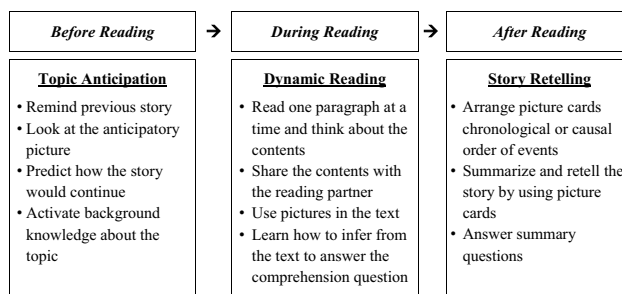 Before Reading → During Reading → After Reading
Topic Anticipation
• Remind previous story
• Look at the anticipatory
picture
• Predict how the story
would continue
• Activate background
knowledge about the
topic
Dynamic Reading
• Read one paragraph at a
time and think about the
contents
• Share the contents with
the reading partner
• Use pictures in the text
• Learn how to infer from
the text to answer the
comprehension question
Story Retelling
• Arrange picture cards
chronological or causal
order of events
• Summarize and retell the
story by using picture
cards
• Answer summary
questions